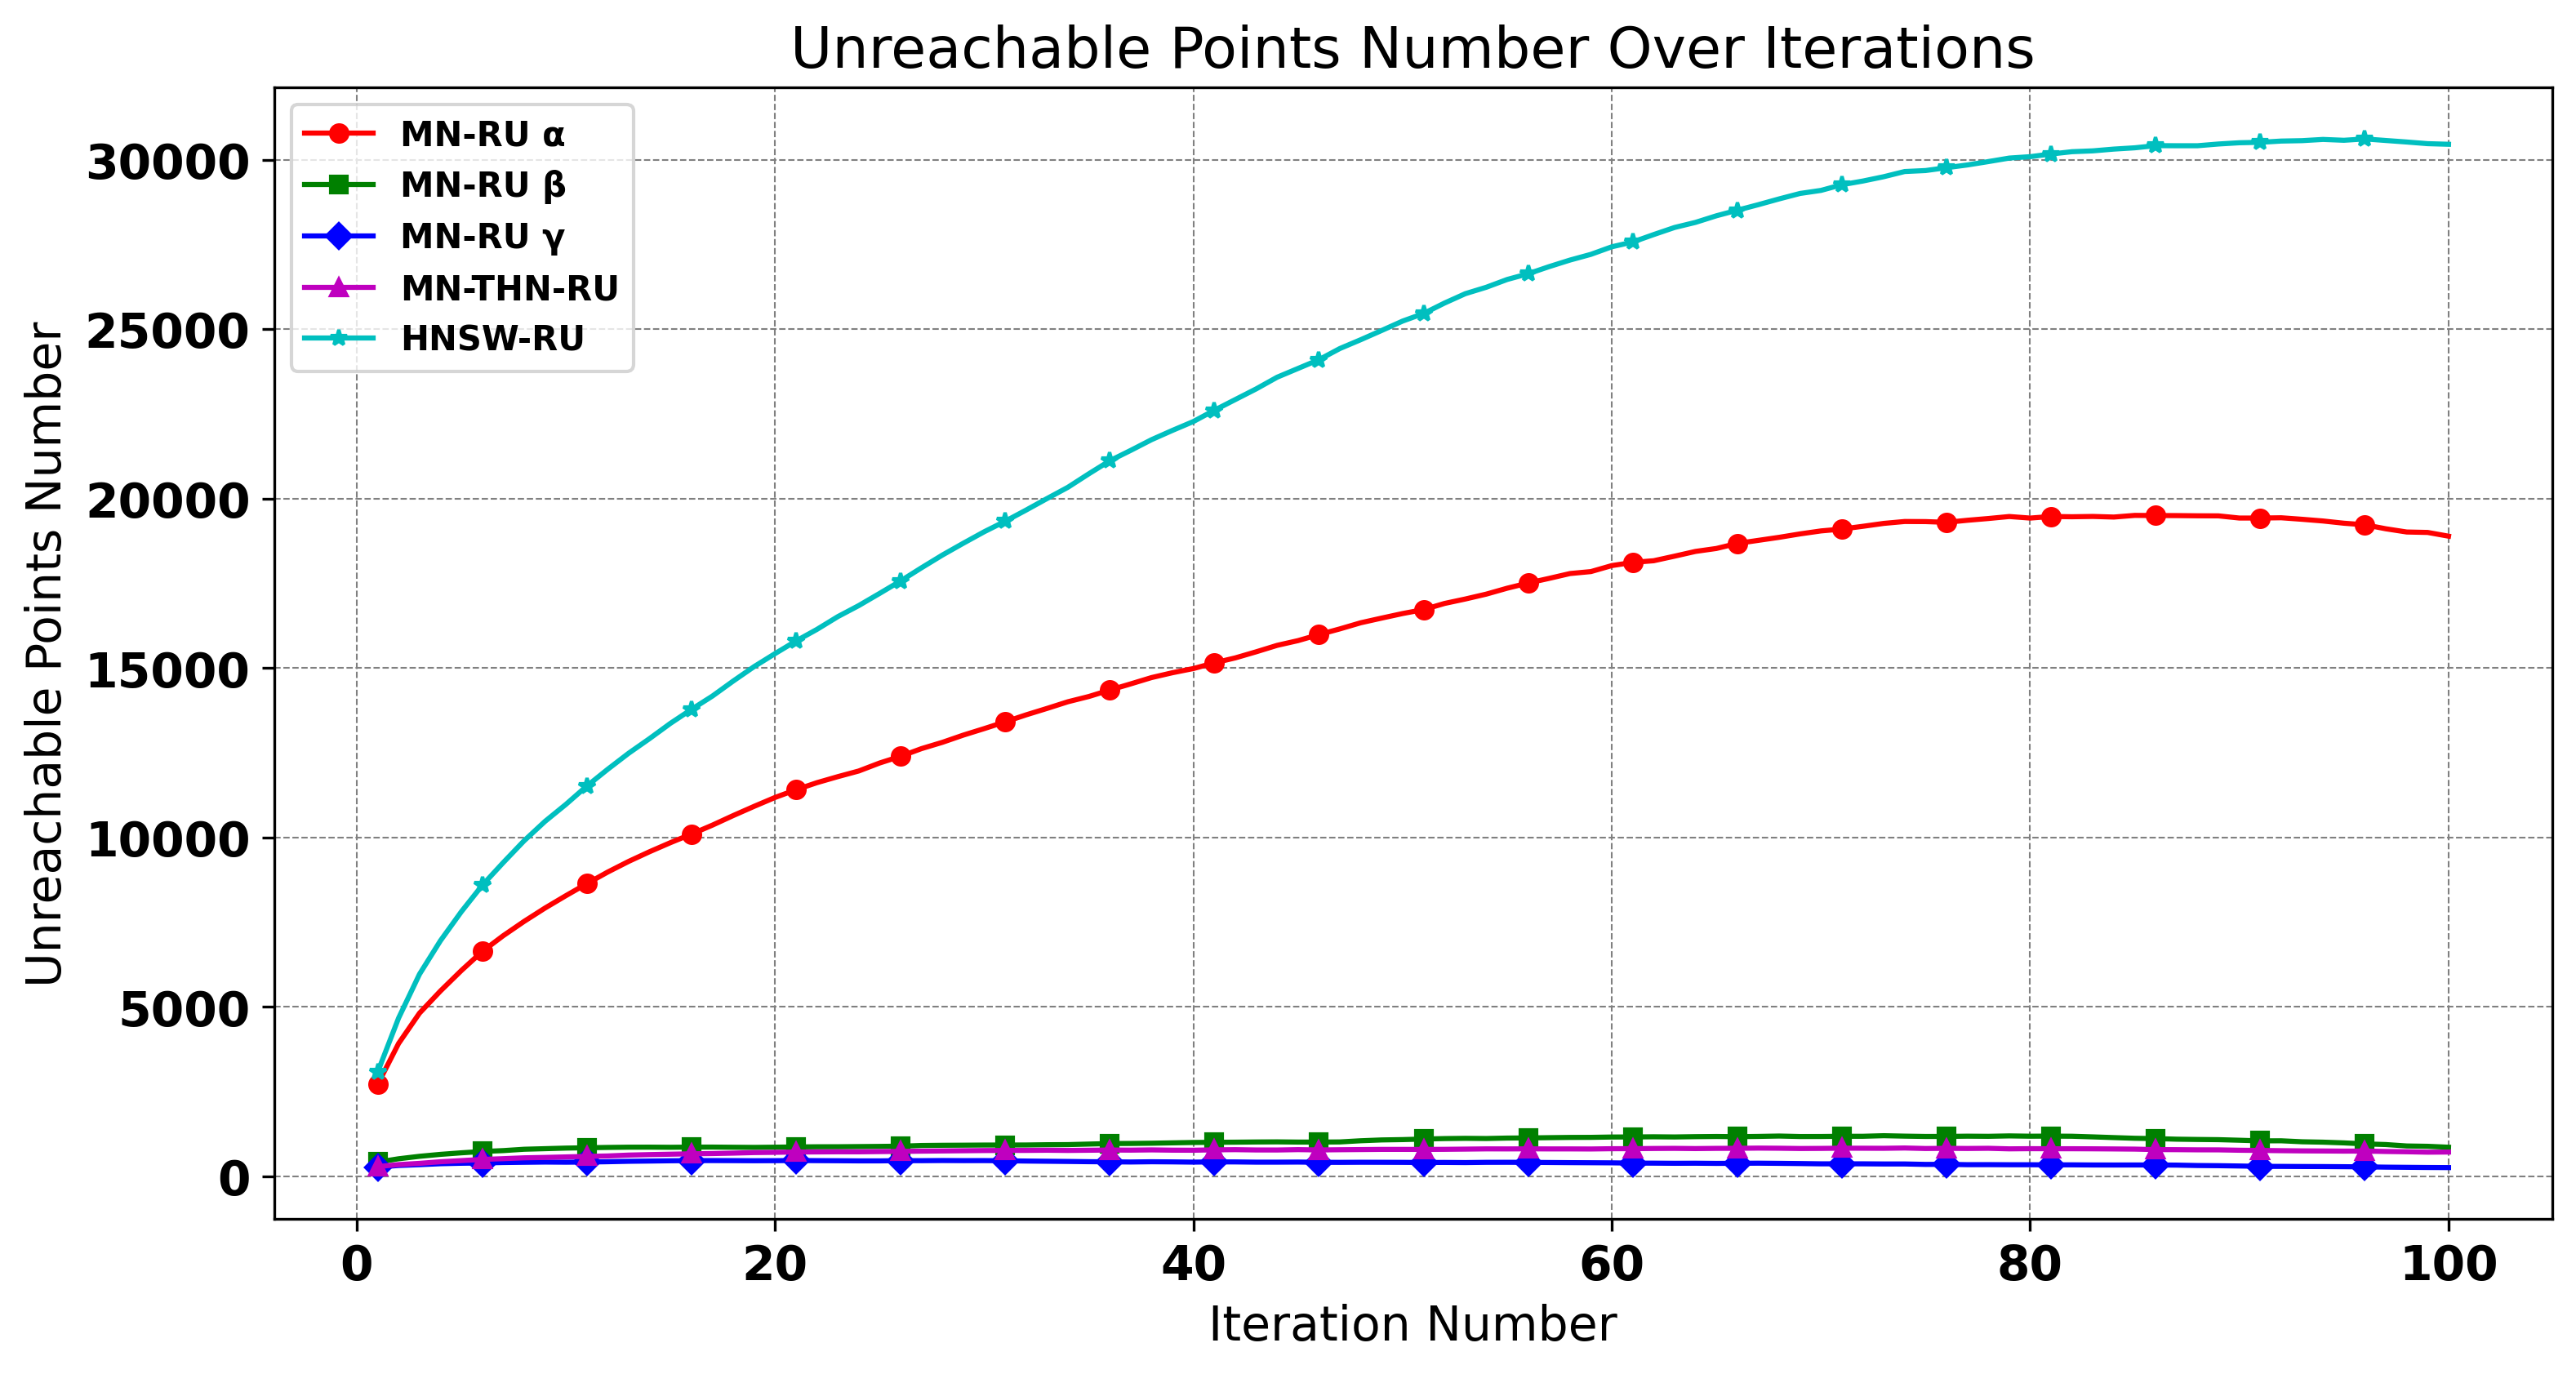 Unreachable Points Number Over Iterations
MN-RU α
MN-RU β
MN-RU γ
MN-THN-RU
HNSW-RU
Unreachable Points Number
30000
25000
20000
15000
10000
5000
0
0 20 40 60 80 100
Iteration Number